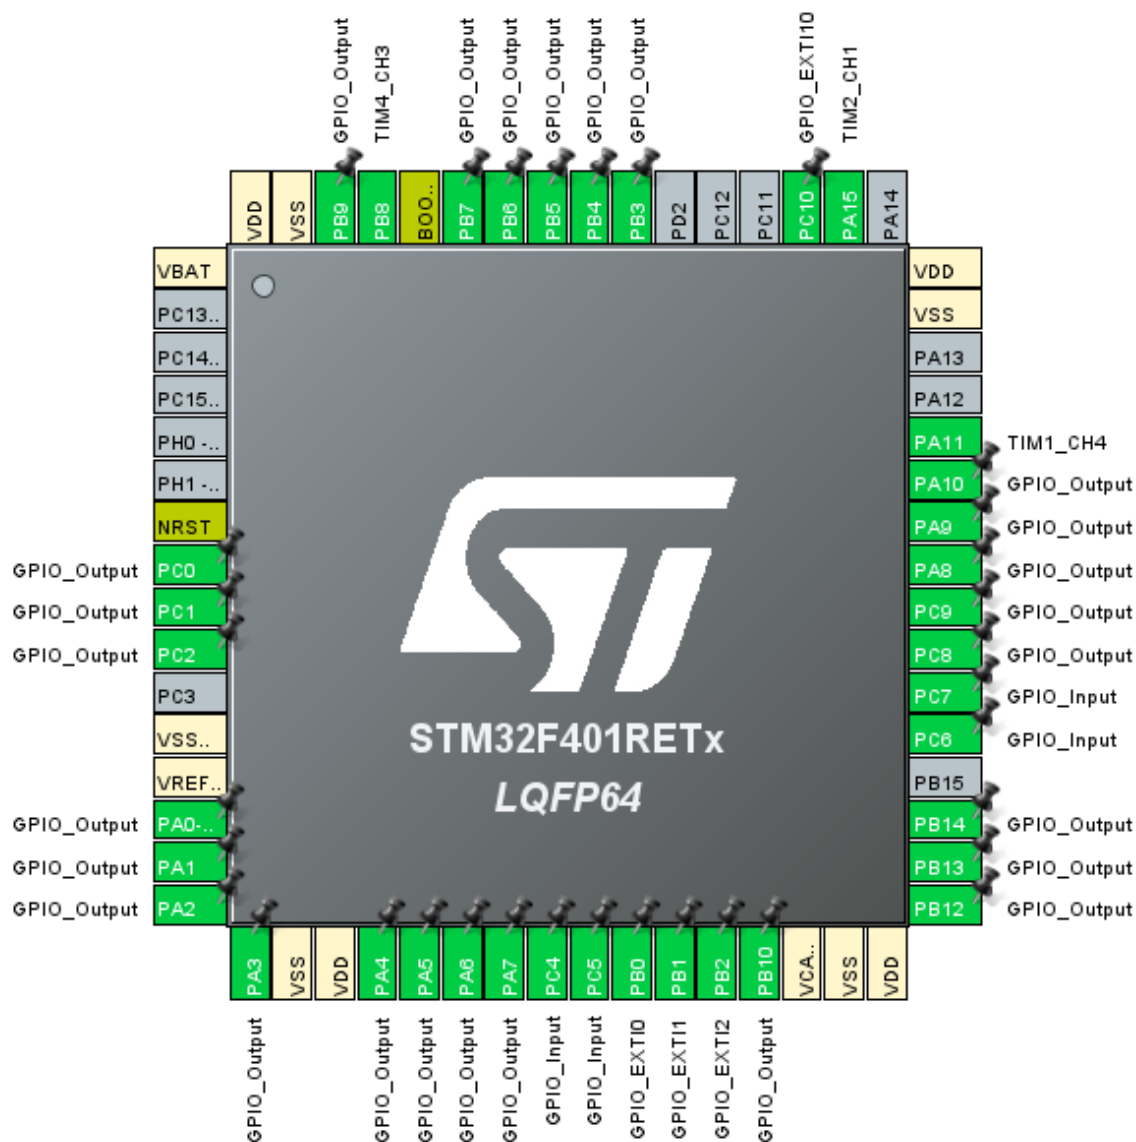 GPIO_Output
TIM4_CH3
GPIO_Output
GPIO_Output
GPIO_Output
GPIO_Output
GPIO_Output
GPIO_EXTI10
TIM2_CH1
VDD
VSS
PB9
PB8
BOO..
PB7
PB6
PB5
PB4
PB3
PD2
PC12
PC11
PC10
PA15
PA14
VBAT
PC13..
PC14..
PC15..
PH0 -..
PH1 -..
NRST
GPIO_Output PC0
GPIO_Output PC1
GPIO_Output PC2
PC3
VSS..
VREF..
GPIO_Output PA0-..
GPIO_Output PA1
GPIO_Output PA2
ST
STM32F401RETx
LQFP64
VDD
VSS
PA13
PA12
PA11 TIM1_CH4
PA10 GPIO_Output
PA9 GPIO_Output
PA8 GPIO_Output
PC9 GPIO_Output
PC8 GPIO_Output
PC7 GPIO_Input
PC6 GPIO_Input
PB15
PB14 GPIO_Output
PB13 GPIO_Output
PB12 GPIO_Output
PA3
VSS
VDD
PA4
PA5
PA6
PA7
PC4
PC5
PB0
PB1
PB2
PB10
VCA..
VSS
VDD
GPIO_Output
GPIO_Output
GPIO_Output
GPIO_Output
GPIO_Output
GPIO_Input
GPIO_Input
GPIO_EXTI0
GPIO_EXTI1
GPIO_EXTI2
GPIO_Output